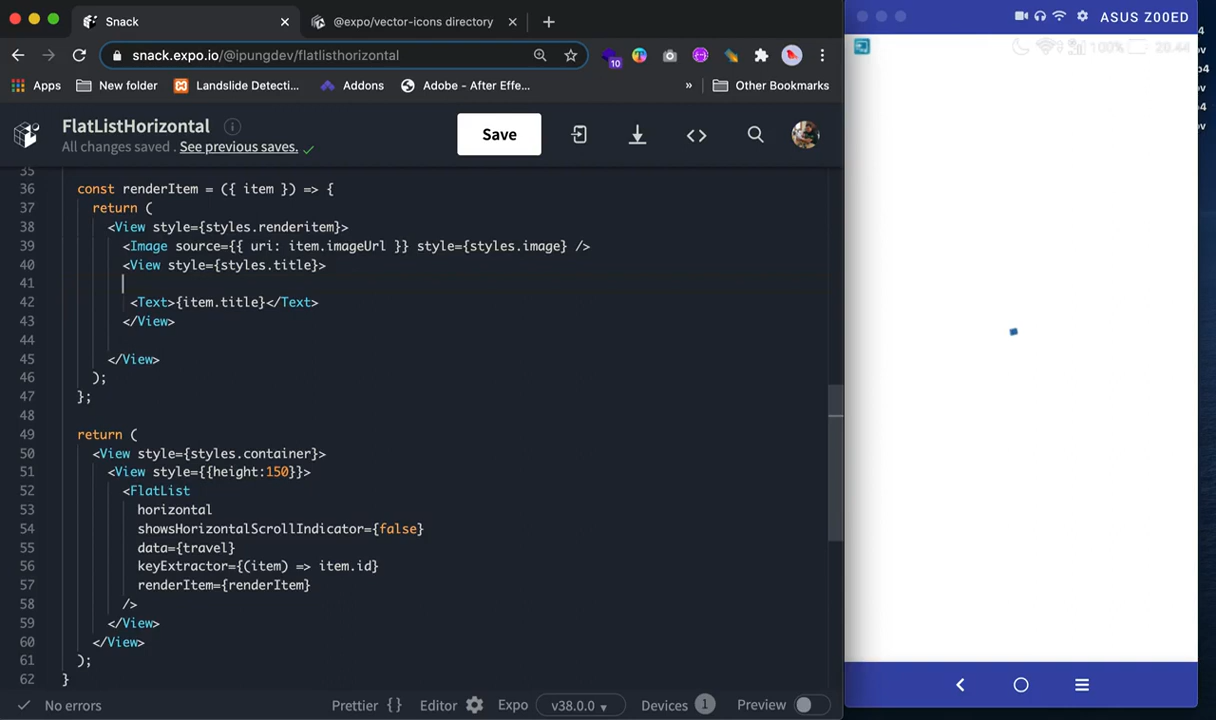 Snack
@expo/vector-icons directory
ASUS Z00ED
snack.expo.io/@ipungdev/flatlisthorizontal
10
100%
20.44
Apps
New folder
Landslide Detecti...
Addons
Adobe - After Effe...
»
Other Bookmarks
FlatListHorizontal
All changes saved . See previous saves.
Save
35
36 const renderItem = ({ item }) => {
37 return (
38 <View style={styles.renderitem}>
39 <Image source={{ uri: item.imageUrl }} style={styles.image} />
40 <View style={styles.title}>
41
42 <Text>{item.title}</Text>
43 </View>
44
45 </View>
46 );
47 };
48
49 return (
50 <View style={styles.container}>
51 <View style={{height:150}}>
52 <FlatList
53 horizontal
54 showsHorizontalScrollIndicator={false}
55 data={travel}
56 keyExtractor={(item) => item.id}
57 renderItem={renderItem}
58 />
59 </View>
60 </View>
61 );
62 }
No errors
Prettier {}
Editor
Expo
v38.0.0
Devices 1
Preview